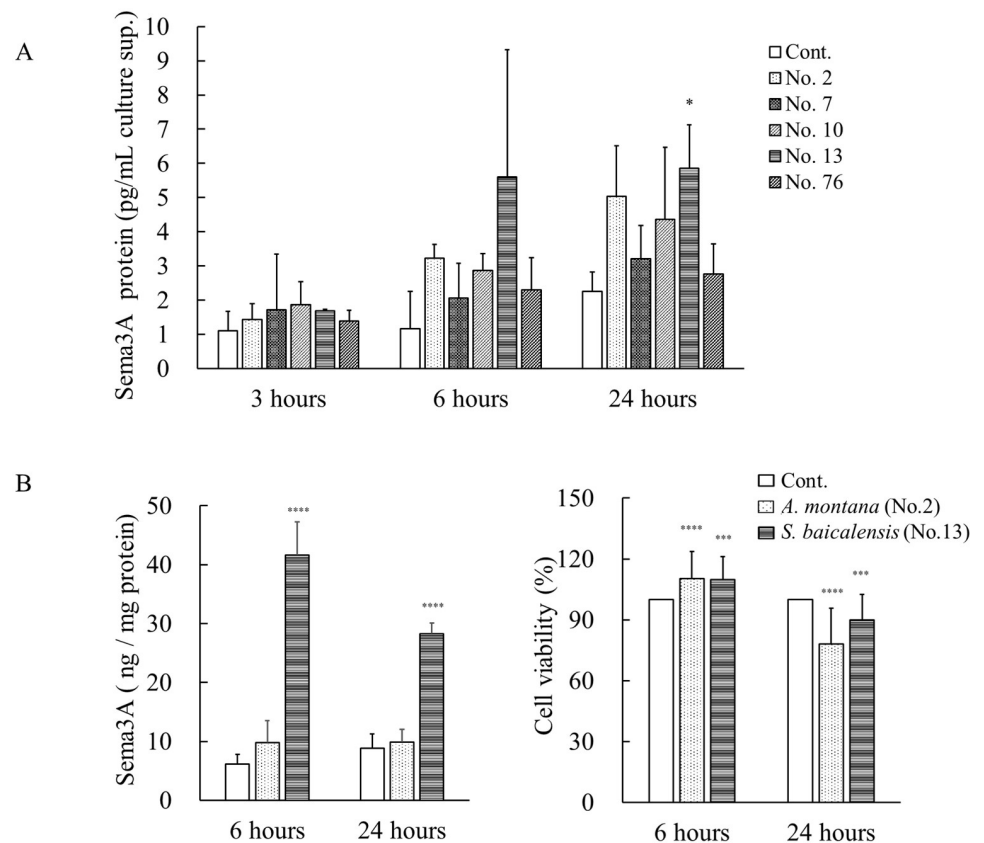 A
Sema3A protein (pg/mL culture sup.)
10
9
8
7
6
5
4
3
2
1
0
*
3 hours
6 hours
24 hours
Cont.
No. 2
No. 7
No. 10
No. 13
No. 76
B
Sema3A ( ng / mg protein)
50
40
30
20
10
0
****
****
6 hours
24 hours
Cell viability (%)
150
120
90
60
30
0
****
***
****
***
6 hours
24 hours
Cont.
A. montana (No.2)
S. baicalensis (No.13)